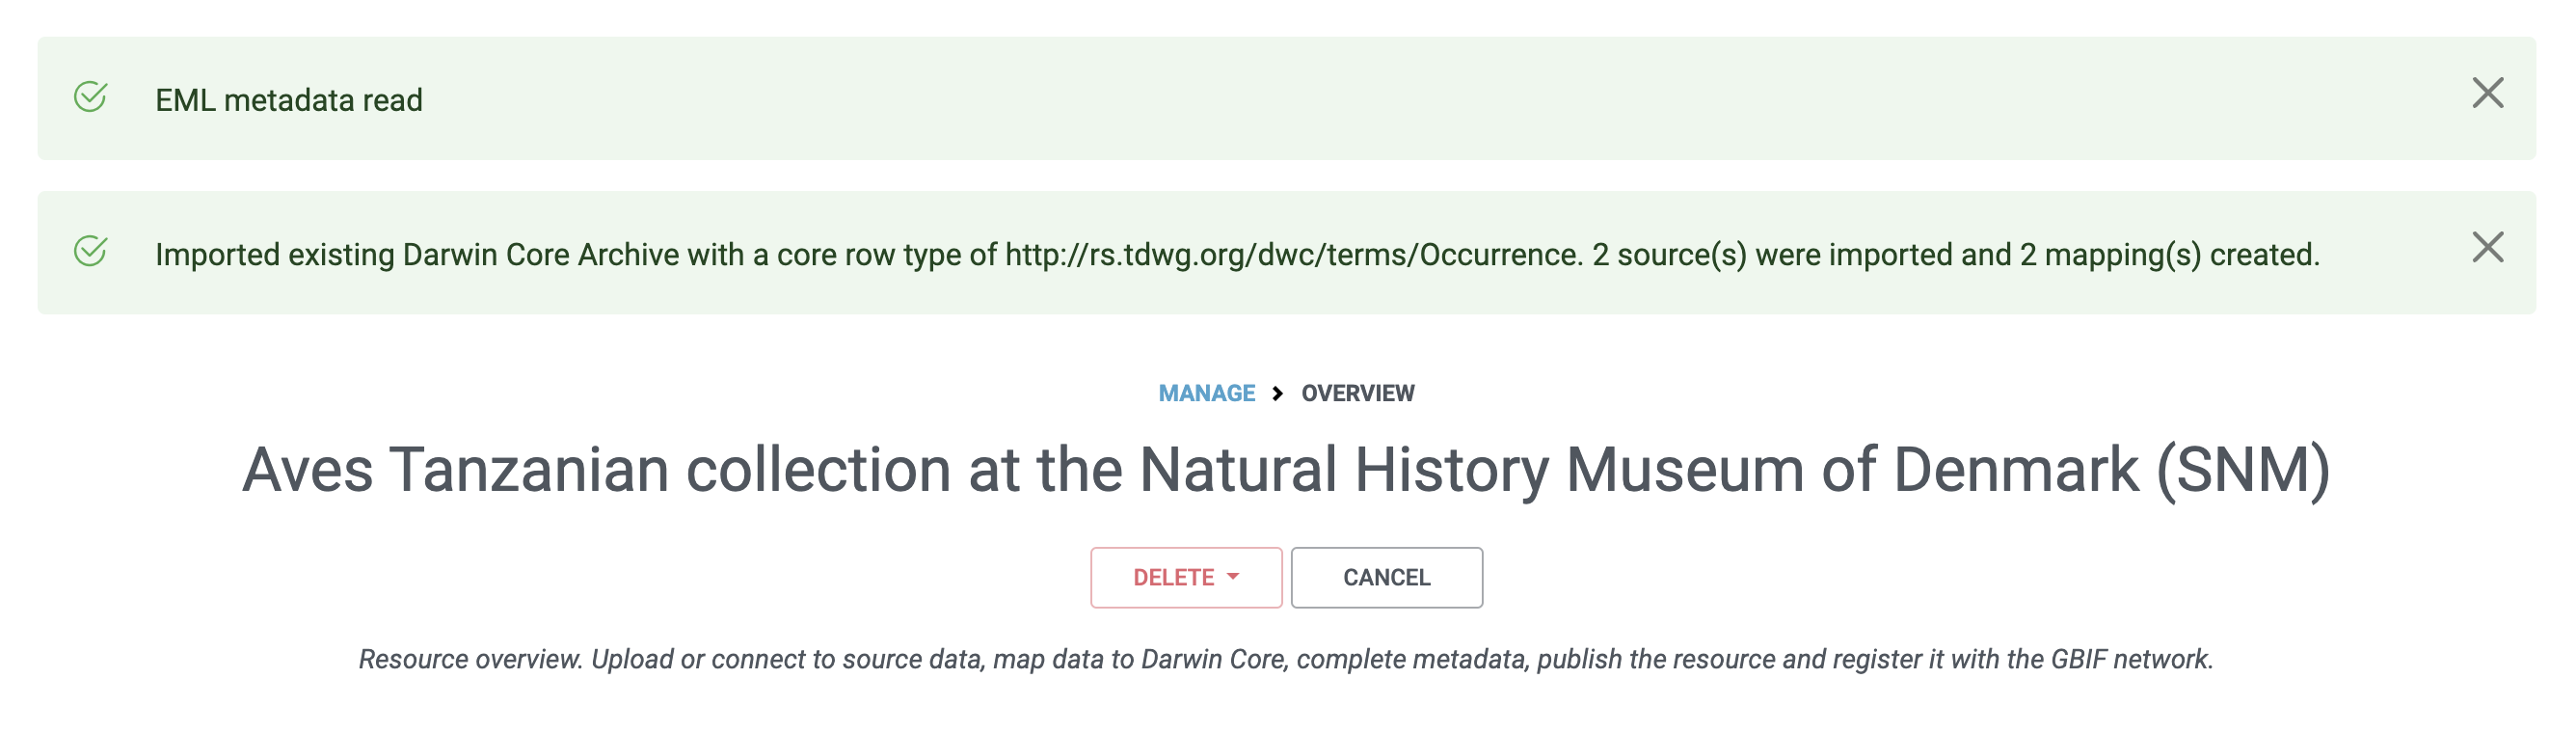 EML metadata read
Imported existing Darwin Core Archive with a core row type of http://rs.tdwg.org/dwc/terms/Occurrence. 2 source(s) were imported and 2 mapping(s) created.
MANAGE > OVERVIEW
Aves Tanzanian collection at the Natural History Museum of Denmark (SNM)
DELETE CANCEL
Resource overview. Upload or connect to source data, map data to Darwin Core, complete metadata, publish the resource and register it with the GBIF network.